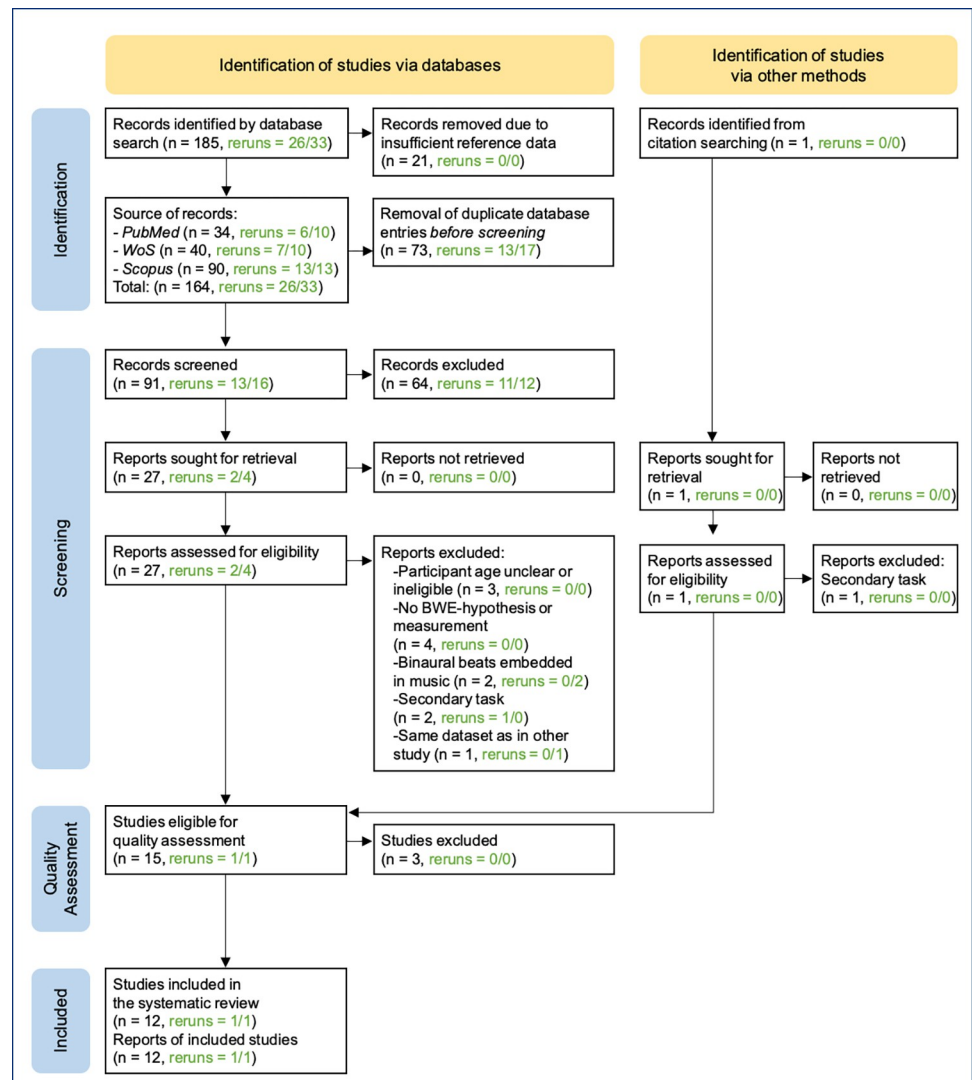 Identification of studies via databases
Identification of studies
via other methods
Identification
Records identified by database
search (n = 185, reruns = 26/33)
Records removed due to
insufficient reference data
(n = 21, reruns = 0/0)
Records identified from
citation searching (n = 1, reruns = 0/0)
Source of records:
- PubMed (n = 34, reruns = 6/10)
- WoS (n = 40, reruns = 7/10)
- Scopus (n = 90, reruns = 13/13)
Total: (n = 164, reruns = 26/33)
Removal of duplicate database
entries before screening
(n = 73, reruns = 13/17)
Screening
Records screened
(n = 91, reruns = 13/16)
Records excluded
(n = 64, reruns = 11/12)
Reports sought for retrieval
(n = 27, reruns = 2/4)
Reports not retrieved
(n = 0, reruns = 0/0)
Reports sought for
retrieval
(n = 1, reruns = 0/0)
Reports not
retrieved
(n = 0, reruns = 0/0)
Reports assessed for eligibility
(n = 27, reruns = 2/4)
Reports excluded:
-Participant age unclear or
ineligible (n = 3, reruns = 0/0)
-No BWE-hypothesis or
measurement
(n = 4, reruns = 0/0)
-Binaural beats embedded
in music (n = 2, reruns = 0/2)
-Secondary task
(n = 2, reruns = 1/0)
-Same dataset as in other
study (n = 1, reruns = 0/1)
Reports assessed
for eligibility
(n = 1, reruns = 0/0)
Reports excluded:
Secondary task
(n = 1, reruns = 0/0)
Quality
Assessment
Studies eligible for
quality assessment
(n = 15, reruns = 1/1)
Studies excluded
(n = 3, reruns = 0/0)
Included
Studies included in
the systematic review
(n = 12, reruns = 1/1)
Reports of included studies
(n = 12, reruns = 1/1)